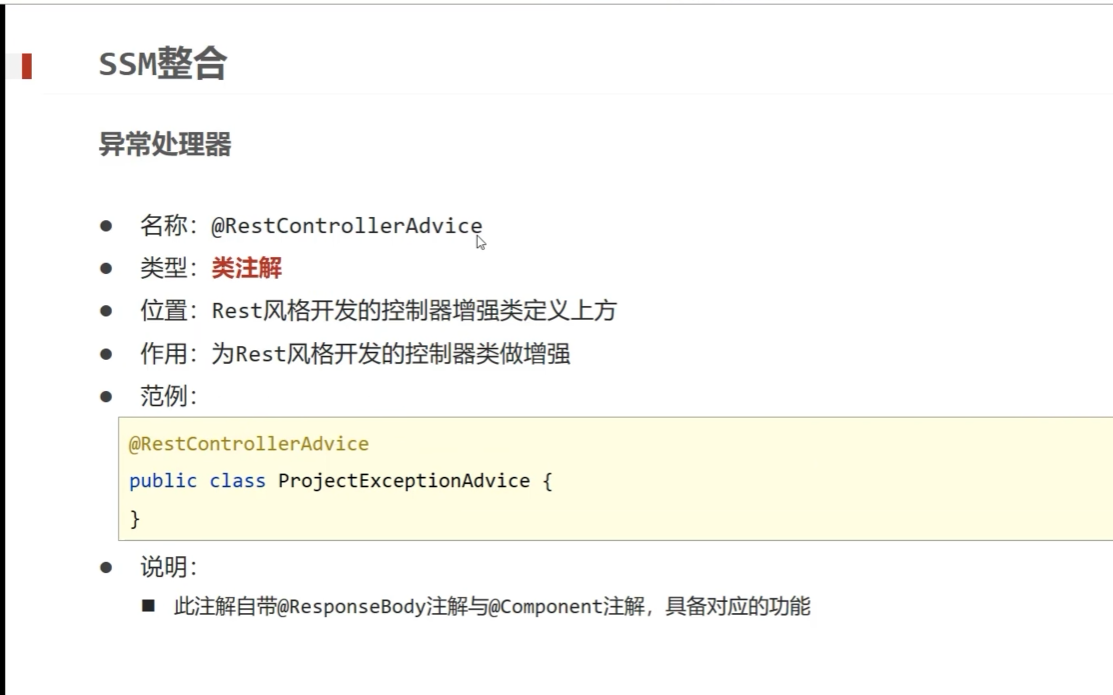 SSM整合
异常处理器
● 名称：@RestControllerAdvice
● 类型：类注解
● 位置：Rest风格开发的控制器增强类定义上方
● 作用：为Rest风格开发的控制器类做增强
● 范例：
@RestControllerAdvice
public class ProjectExceptionAdvice {
}
● 说明：
■ 此注解自带@ResponseBody注解与@Component注解，具备对应的功能